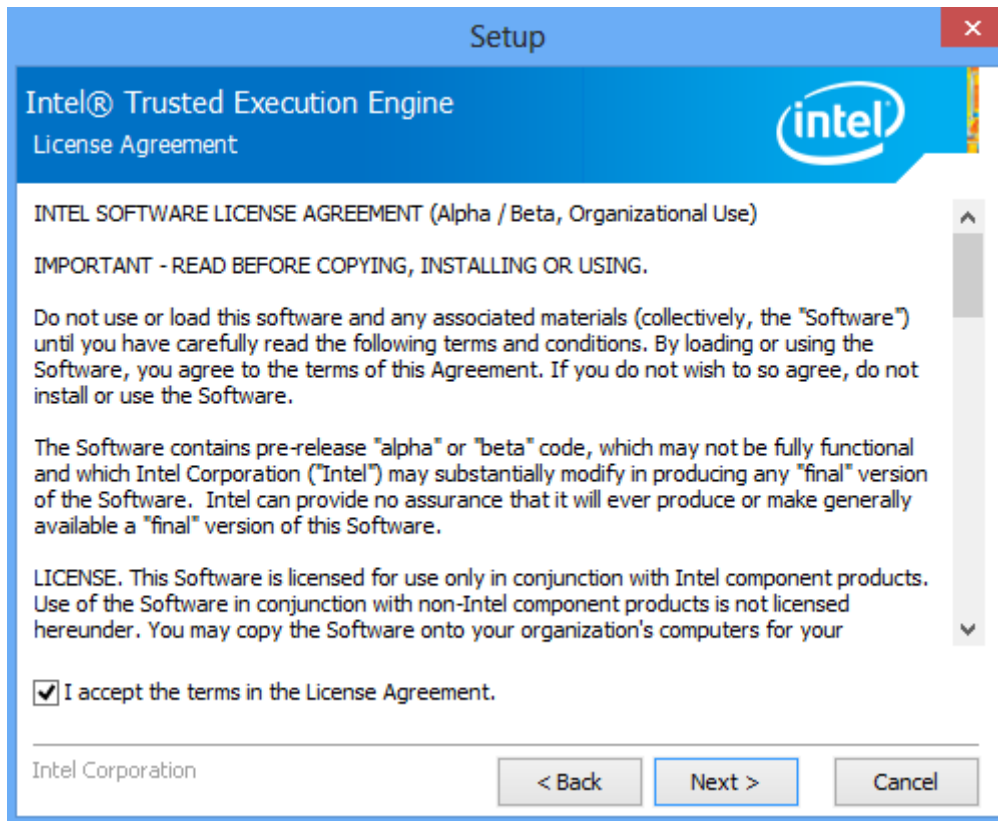 Setup
Intel® Trusted Execution Engine
License Agreement
intel
INTEL SOFTWARE LICENSE AGREEMENT (Alpha / Beta, Organizational Use)
IMPORTANT - READ BEFORE COPYING, INSTALLING OR USING.
Do not use or load this software and any associated materials (collectively, the "Software")
until you have carefully read the following terms and conditions. By loading or using the
Software, you agree to the terms of this Agreement. If you do not wish to so agree, do not
install or use the Software.
The Software contains pre-release "alpha" or "beta" code, which may not be fully functional
and which Intel Corporation ("Intel") may substantially modify in producing any "final" version
of the Software.  Intel can provide no assurance that it will ever produce or make generally
available a "final" version of this Software.
LICENSE. This Software is licensed for use only in conjunction with Intel component products.
Use of the Software in conjunction with non-Intel component products is not licensed
hereunder. You may copy the Software onto your organization's computers for your
I accept the terms in the License Agreement.
Intel Corporation
< Back
Next >
Cancel